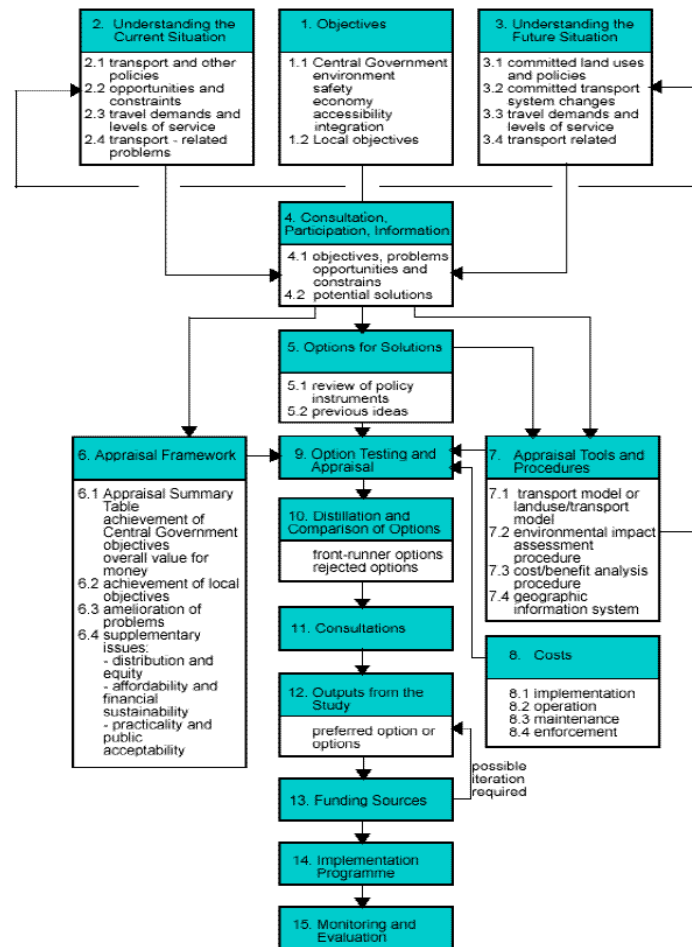 2. Understanding the
Current Situation
2.1 transport and other
policies
2.2 opportunities and
constraints
2.3 travel demands and
levels of service
2.4 transport - related
problems
1. Objectives
1.1 Central Government
environment
safety
economy
accessibility
integration
1.2 Local objectives
3. Understanding the
Future Situation
3.1 committed land uses
and policies
3.2 committed transport
system changes
3.3 travel demands and
levels of service
3.4 transport related
4. Consultation,
Participation, Information
4.1 objectives, problems
opportunities and
constrains
4.2 potential solutions
5. Options for Solutions
5.1 review of policy
instruments
5.2 previous ideas
6. Appraisal Framework
6.1 Appraisal Summary
Table
achievement of
Central Government
objectives
overall value for
money
6.2 achievement of local
objectives
6.3 amelioration of
problems
6.4 supplementary
issues:
- distribution and
equity
- affordability and
financial
sustainability
- practicality and
public
acceptability
9. Option Testing and
Appraisal
7. Appraisal Tools and
Procedures
7.1 transport model or
landuse/transport
model
7.2 environmental impact
assessment
procedure
7.3 cost/benefit analysis
procedure
7.4 geographic
information system
10. Distillation and
Comparison of Options
front-runner options
rejected options
11. Consultations
8. Costs
8.1 implementation
8.2 operation
8.3 maintenance
8.4 enforcement
12. Outputs from the
Study
preferred option or
options
possible
iteration
required
13. Funding Sources
14. Implementation
Programme
15. Monitoring and
Evaluation